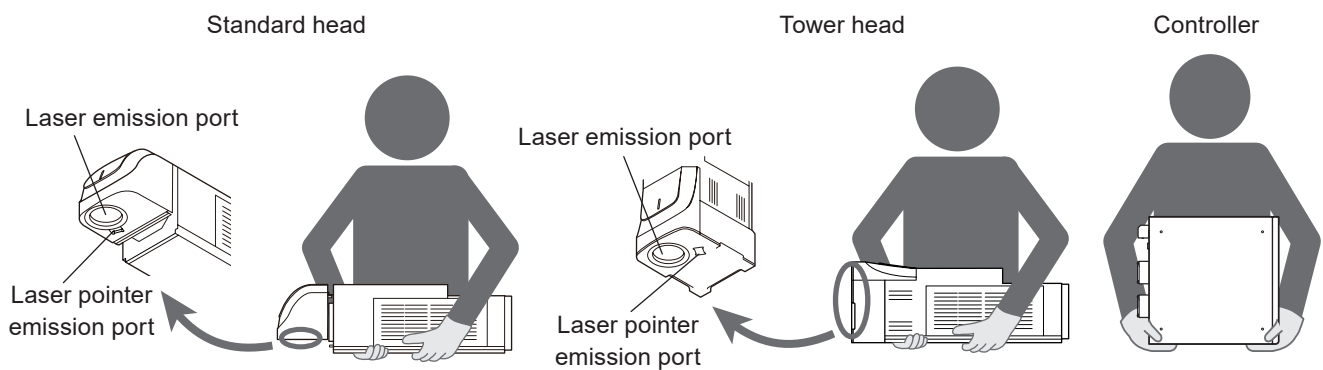 Standard head
Tower head
Controller
Laser emission port
Laser pointer
emission port
Laser emission port
Laser pointer
emission port